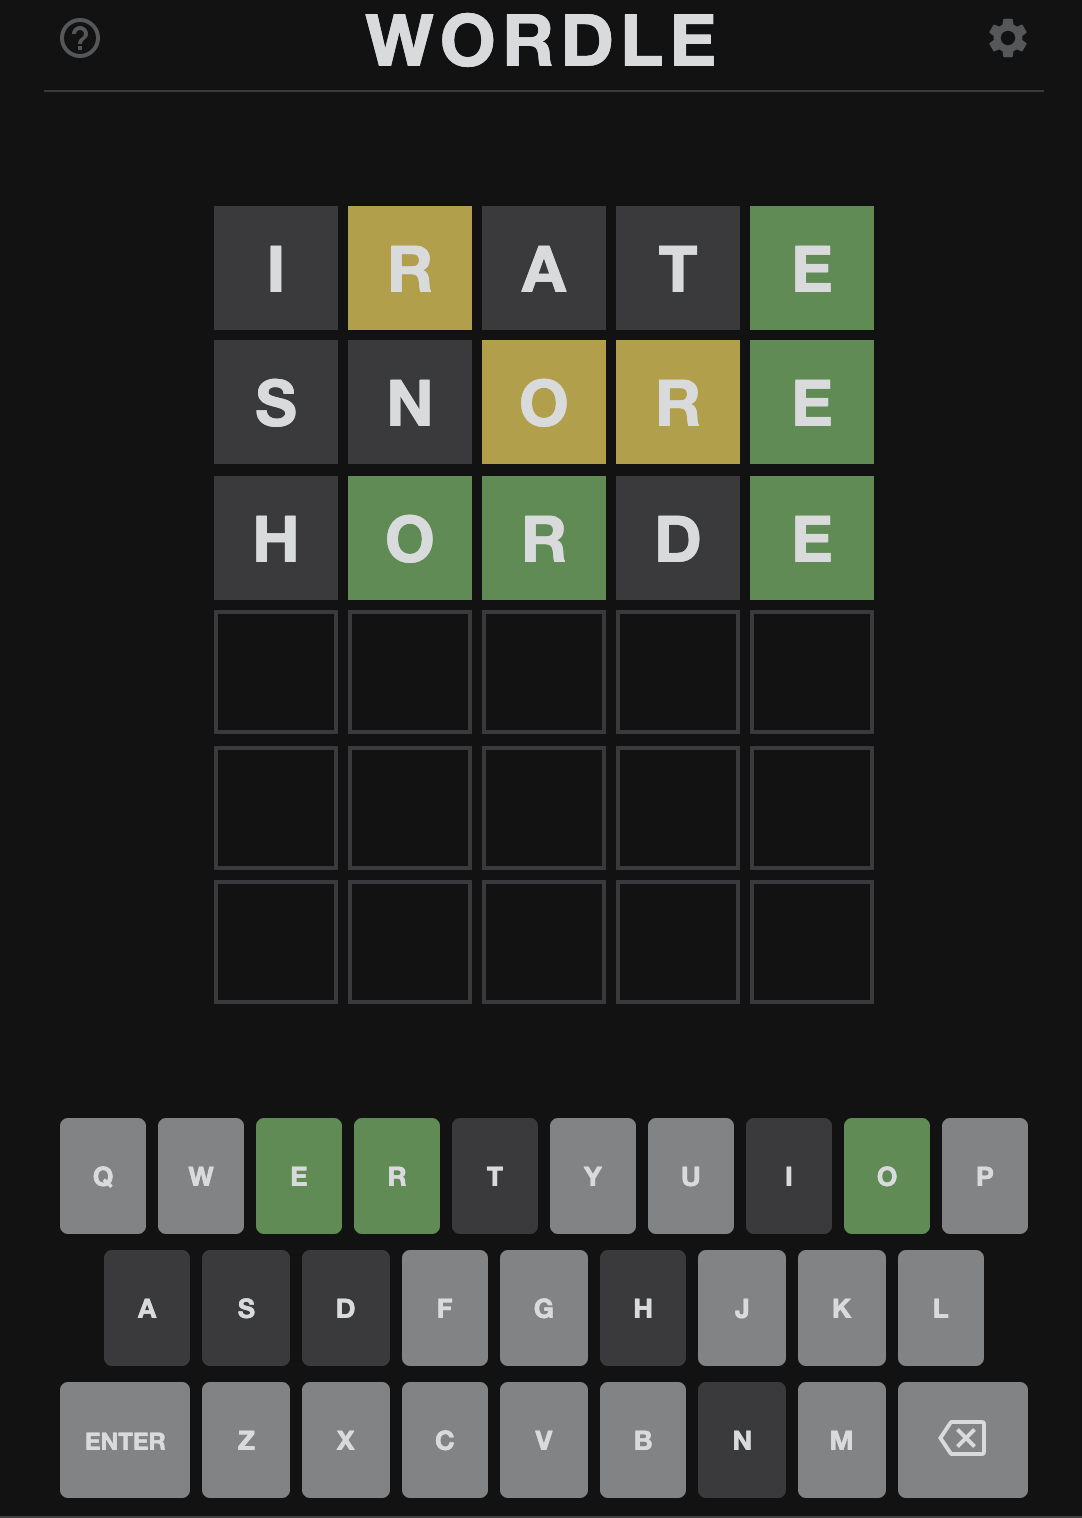 ?
WORDLE
I R A T E
S N O R E
H O R D E
Q W E R T Y U I O P
A S D F G H J K L
ENTER Z X C V B N M